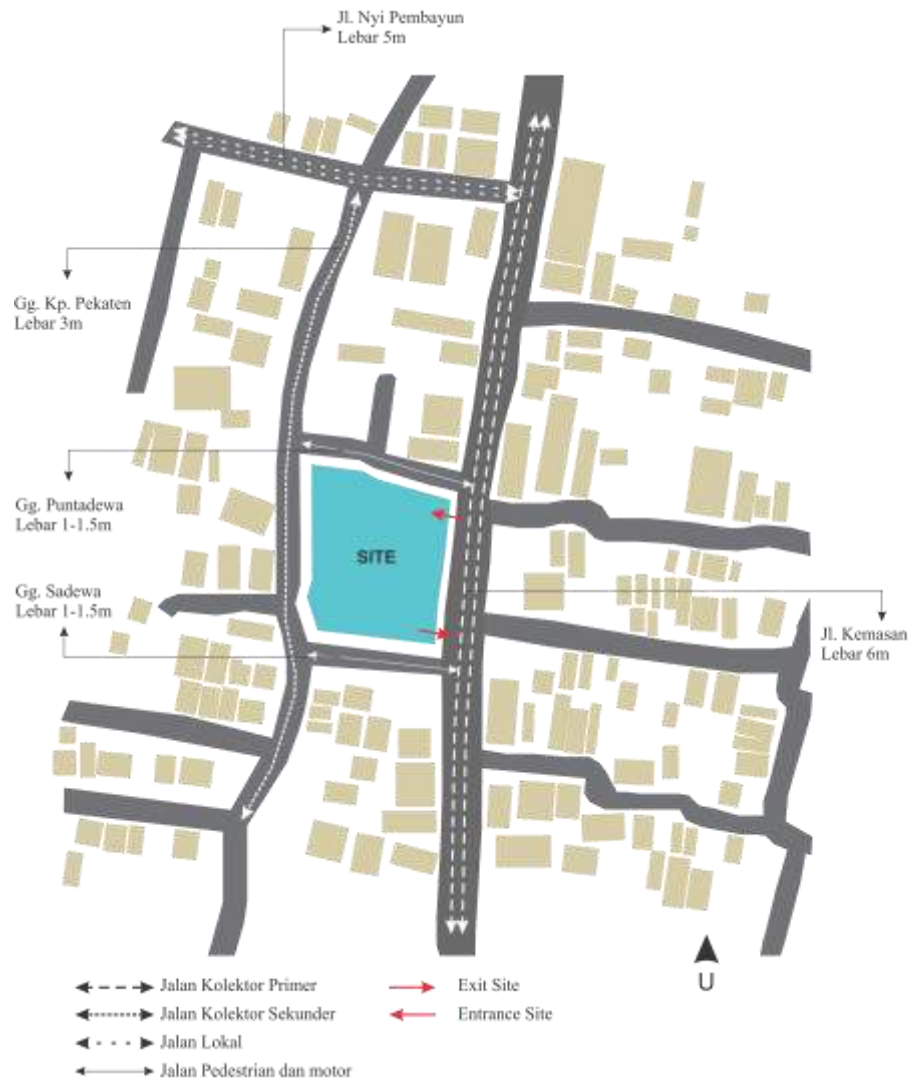 Jl. Nyi Pembayun
Lebar 5m
Gg. Kp. Pekaten
Lebar 3m
Gg. Puntadewa
Lebar 1-1.5m
SITE
Gg. Sadewa
Lebar 1-1.5m
Jl. Kemasan
Lebar 6m
U
Jalan Kolektor Primer
Exit Site
Jalan Kolektor Sekunder
Entrance Site
Jalan Lokal
Jalan Pedestrian dan motor